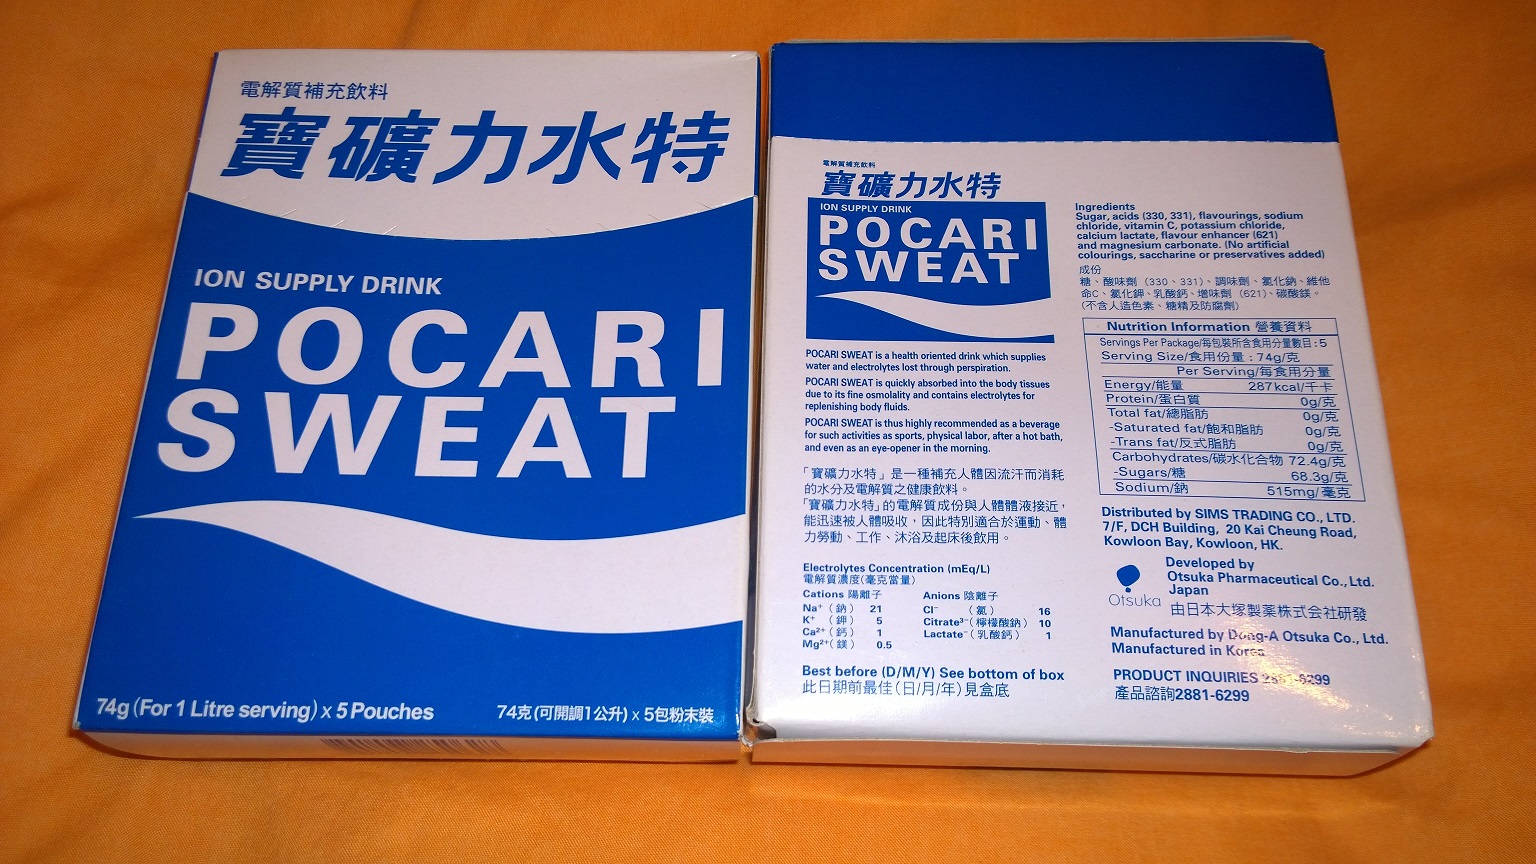 電解質補充飲料
寶礦力水特
ION SUPPLY DRINK
POCARI
SWEAT
74g (For 1 Litre serving) x 5 Pouches
74克(可開調1公升) x 5包粉末裝
電解質補充飲料
寶礦力水特
ION SUPPLY DRINK
POCARI
SWEAT
POCARI SWEAT is a health oriented drink which supplies
water and electrolytes lost through perspiration.
POCARI SWEAT is quickly absorbed into the body tissues
due to its fine osmolality and contains electrolytes for
replenishing body fluids.
POCARI SWEAT is thus highly recommended as a beverage
for such activities as sports, physical labor, after a hot bath,
and even as an eye-opener in the morning.
「寶礦力水特」是一種補充人體因流汗而消耗
的水分及電解質之健康飲料。
「寶礦力水特」的電解質成份與人體體液接近，
能迅速被人體吸收，因此特別適合於運動、體
力勞動、工作、沐浴及起床後飲用。
Electrolytes Concentration (mEq/L)
電解質濃度(毫克當量)
Cations 陽離子 Anions 陰離子
Na⁺ (鈉) 21 Cl⁻ (氯) 16
K⁺ (鉀) 5 Citrate³⁻ (檸檬酸鈉) 10
Ca²⁺ (鈣) 1 Lactate⁻ (乳酸鈣) 1
Mg²⁺ (鎂) 0.5
Best before (D/M/Y) See bottom of box
此日期前最佳(日/月/年)見盒底
Ingredients
Sugar, acids (330, 331), flavourings, sodium
chloride, vitamin C, potassium chloride,
calcium lactate, flavour enhancer (621)
and magnesium carbonate. (No artificial
colourings, saccharine or preservatives added)
成份
糖、酸味劑 (330、331)、調味劑、氯化鈉、維他
命C、氯化鉀、乳酸鈣、增味劑 (621)、碳酸鎂。
(不含人造色素、糖精及防腐劑)
Nutrition Information 營養資料
Servings Per Package/每包裝所含食用分量數目：5
Serving Size/食用份量：74g/克
Per Serving/每食用分量
Energy/能量 287kcal/千卡
Protein/蛋白質 0g/克
Total fat/總脂肪 0g/克
-Saturated fat/飽和脂肪 0g/克
-Trans fat/反式脂肪 0g/克
Carbohydrates/碳水化合物 72.4g/克
-Sugars/糖 68.3g/克
Sodium/鈉 515mg/毫克
Distributed by SIMS TRADING CO., LTD.
7/F, DCH Building, 20 Kai Cheung Road,
Kowloon Bay, Kowloon, HK.
Otsuka
Developed by
Otsuka Pharmaceutical Co., Ltd.
Japan
由日本大塚製薬株式会社研發
Manufactured by Dong-A Otsuka Co., Ltd.
Manufactured in Korea
PRODUCT INQUIRIES 2881-6299
產品諮詢2881-6299